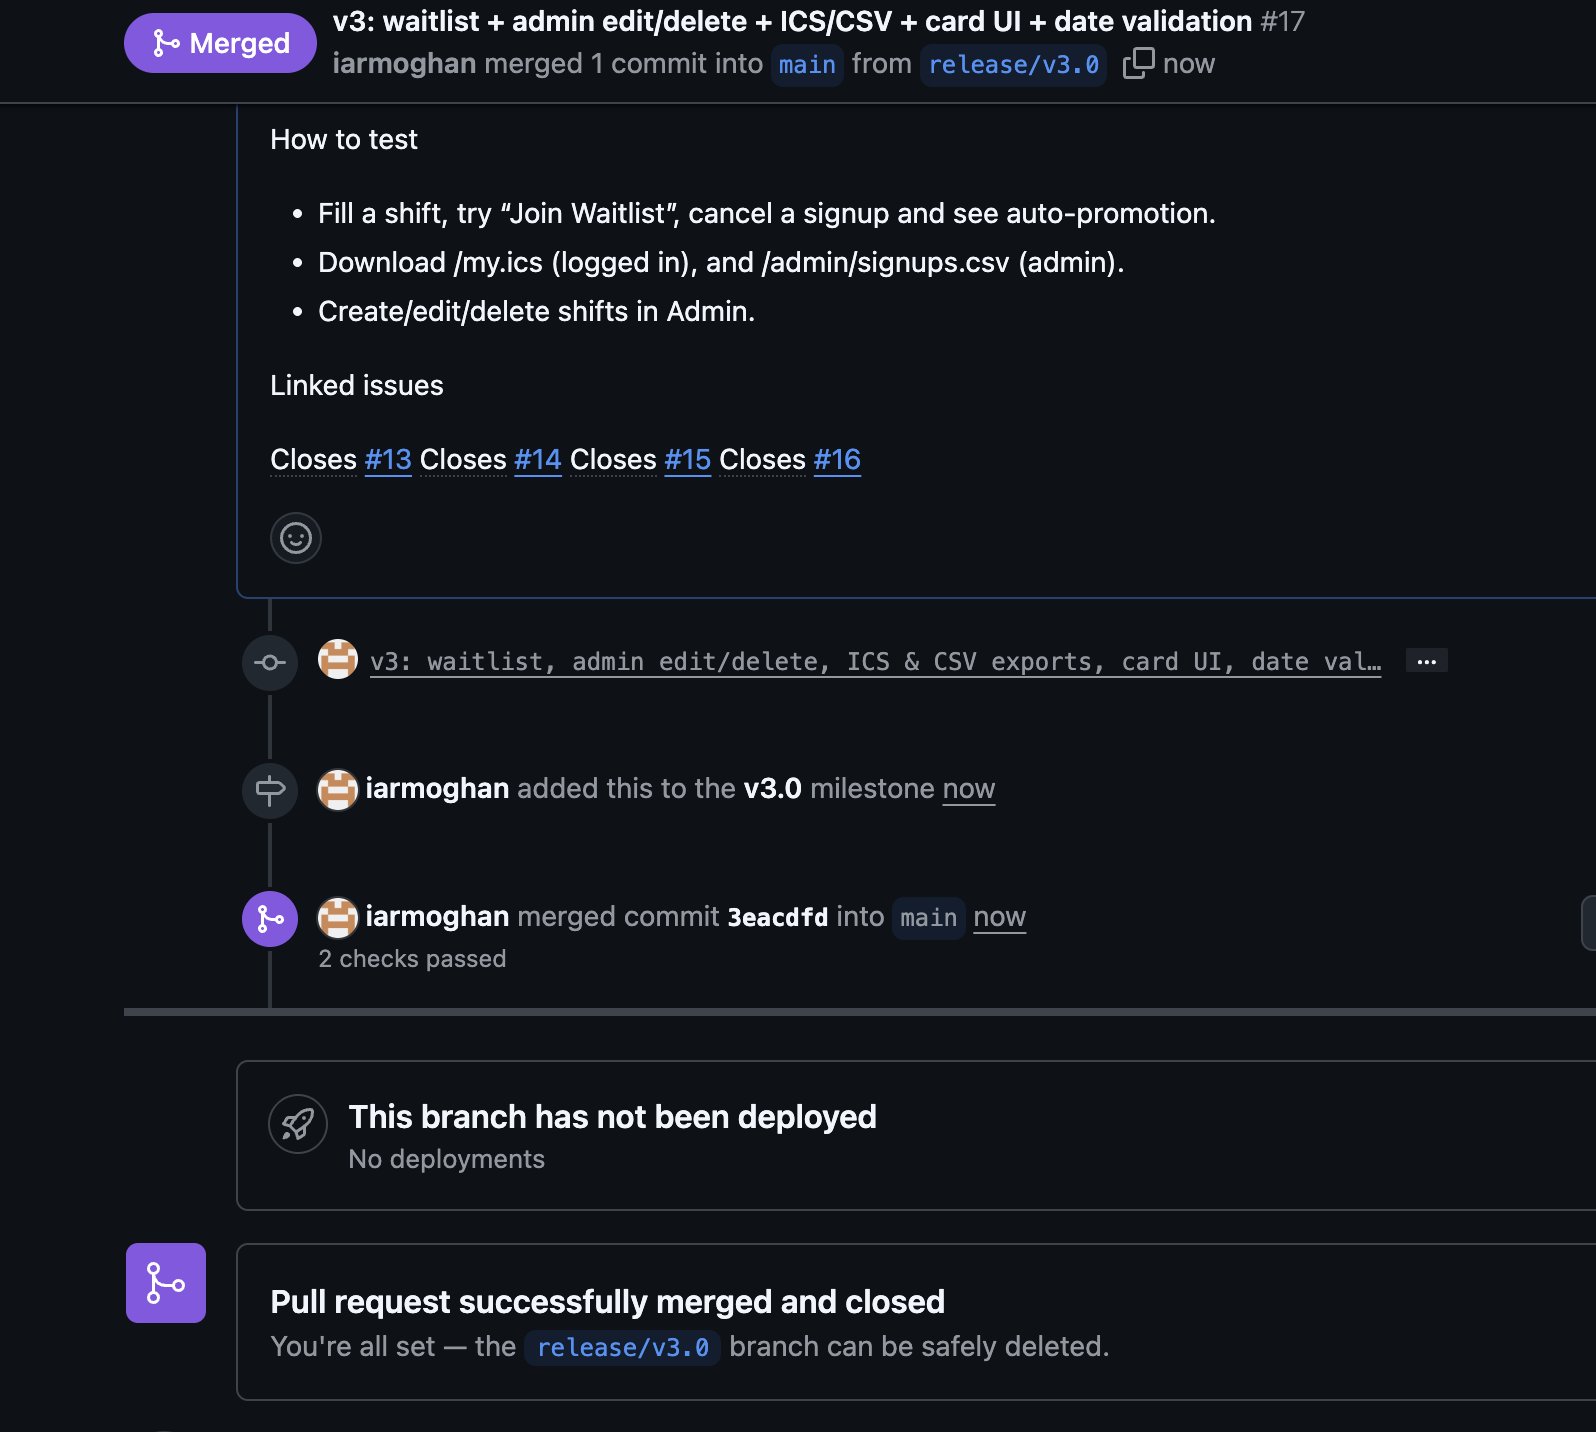 Merged
v3: waitlist + admin edit/delete + ICS/CSV + card UI + date validation #17
iarmoghan merged 1 commit into main from release/v3.0 now
How to test
• Fill a shift, try “Join Waitlist”, cancel a signup and see auto-promotion.
• Download /my.ics (logged in), and /admin/signups.csv (admin).
• Create/edit/delete shifts in Admin.
Linked issues
Closes #13 Closes #14 Closes #15 Closes #16
v3: waitlist, admin edit/delete, ICS & CSV exports, card UI, date val… ...
iarmoghan added this to the v3.0 milestone now
iarmoghan merged commit 3eacdfd into main now
2 checks passed
This branch has not been deployed
No deployments
Pull request successfully merged and closed
You're all set — the release/v3.0 branch can be safely deleted.